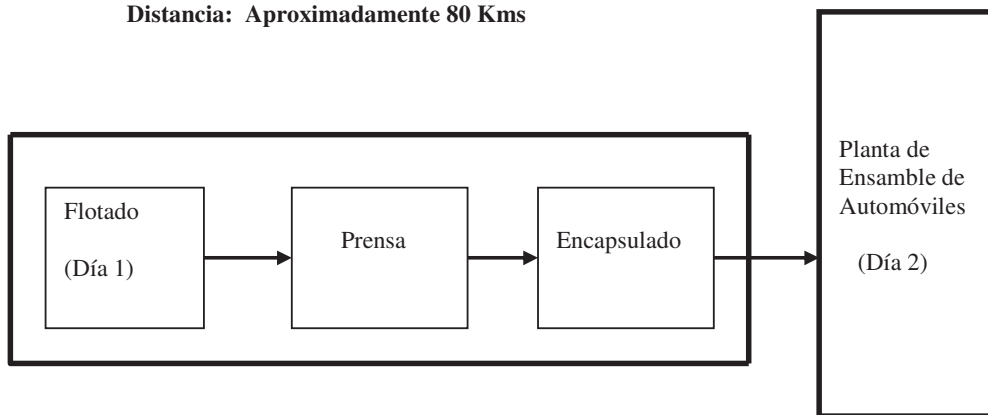 Distancia: Aproximadamente 80 Kms
Flotado
(Día 1)
Prensa
Encapsulado
Planta de
Ensamble de
Automóviles
(Día 2)